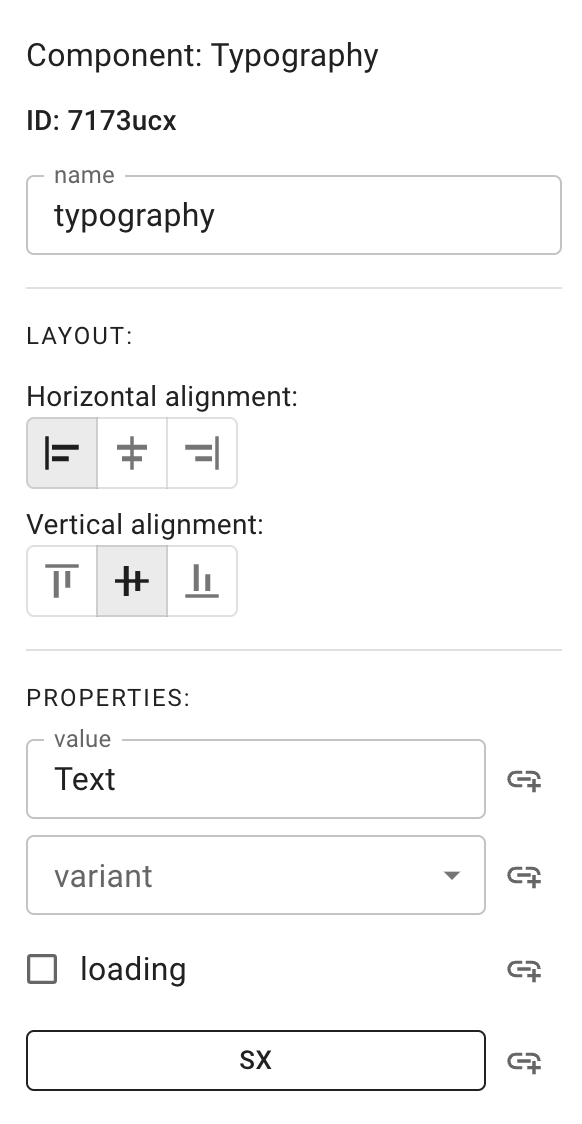 Component: Typography
ID: 7173ucx
name
typography
LAYOUT:
Horizontal alignment:
Vertical alignment:
PROPERTIES:
value
Text
variant
loading
SX